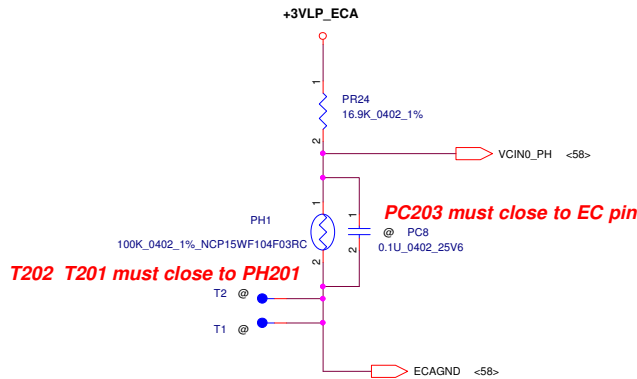 +3VLP_ECA
1
PR24
16.9K_0402_1%
2
VCIN0_PH <58>
1
PH1
100K_0402_1%_NCP15WF104F03RC
2
PC203 must close to EC pin
1
@ PC8
2
0.1U_0402_25V6
T202 T201 must close to PH201
T2 @
T1 @
ECAGND <58>